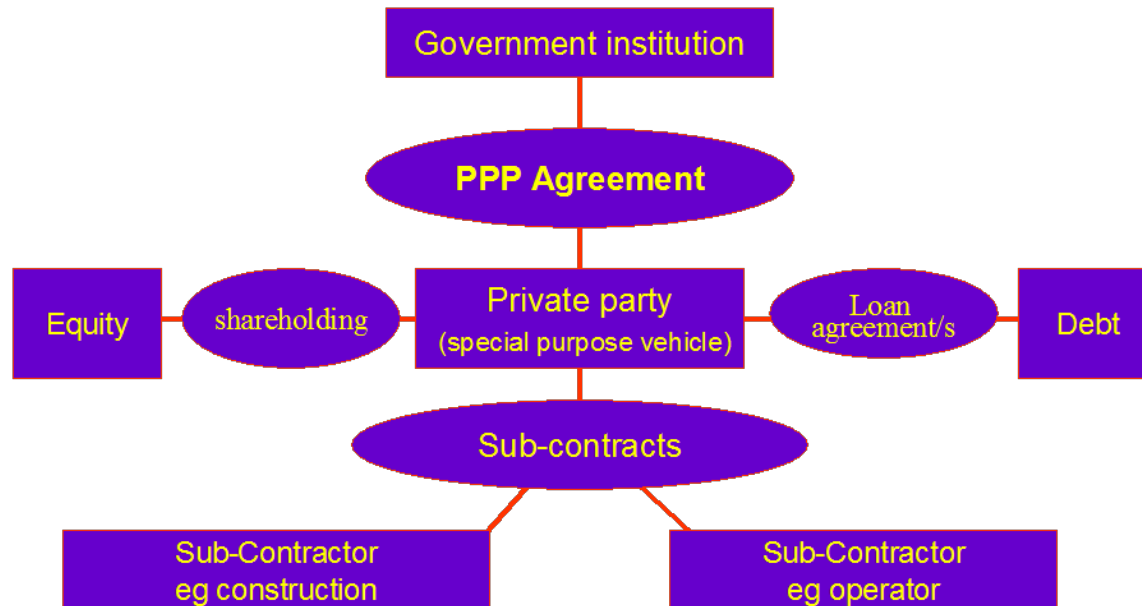 Government institution
PPP Agreement
Equity
shareholding
Private party
(special purpose vehicle)
Loan
agreement/s
Debt
Sub-contracts
Sub-Contractor
eg construction
Sub-Contractor
eg operator